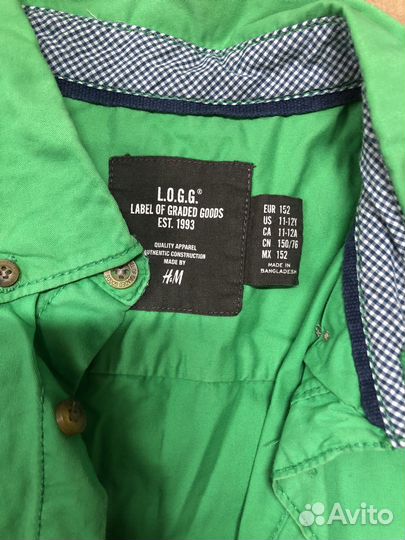 L.O.G.G.®
LABEL OF GRADED GOODS
EST. 1993
QUALITY APPAREL
AUTHENTIC CONSTRUCTION
MADE BY
H&M
EUR 152
US 11-12Y
CA 11-12A
CN 150/76
MX 152
MADE IN
BANGLADESH
Avito